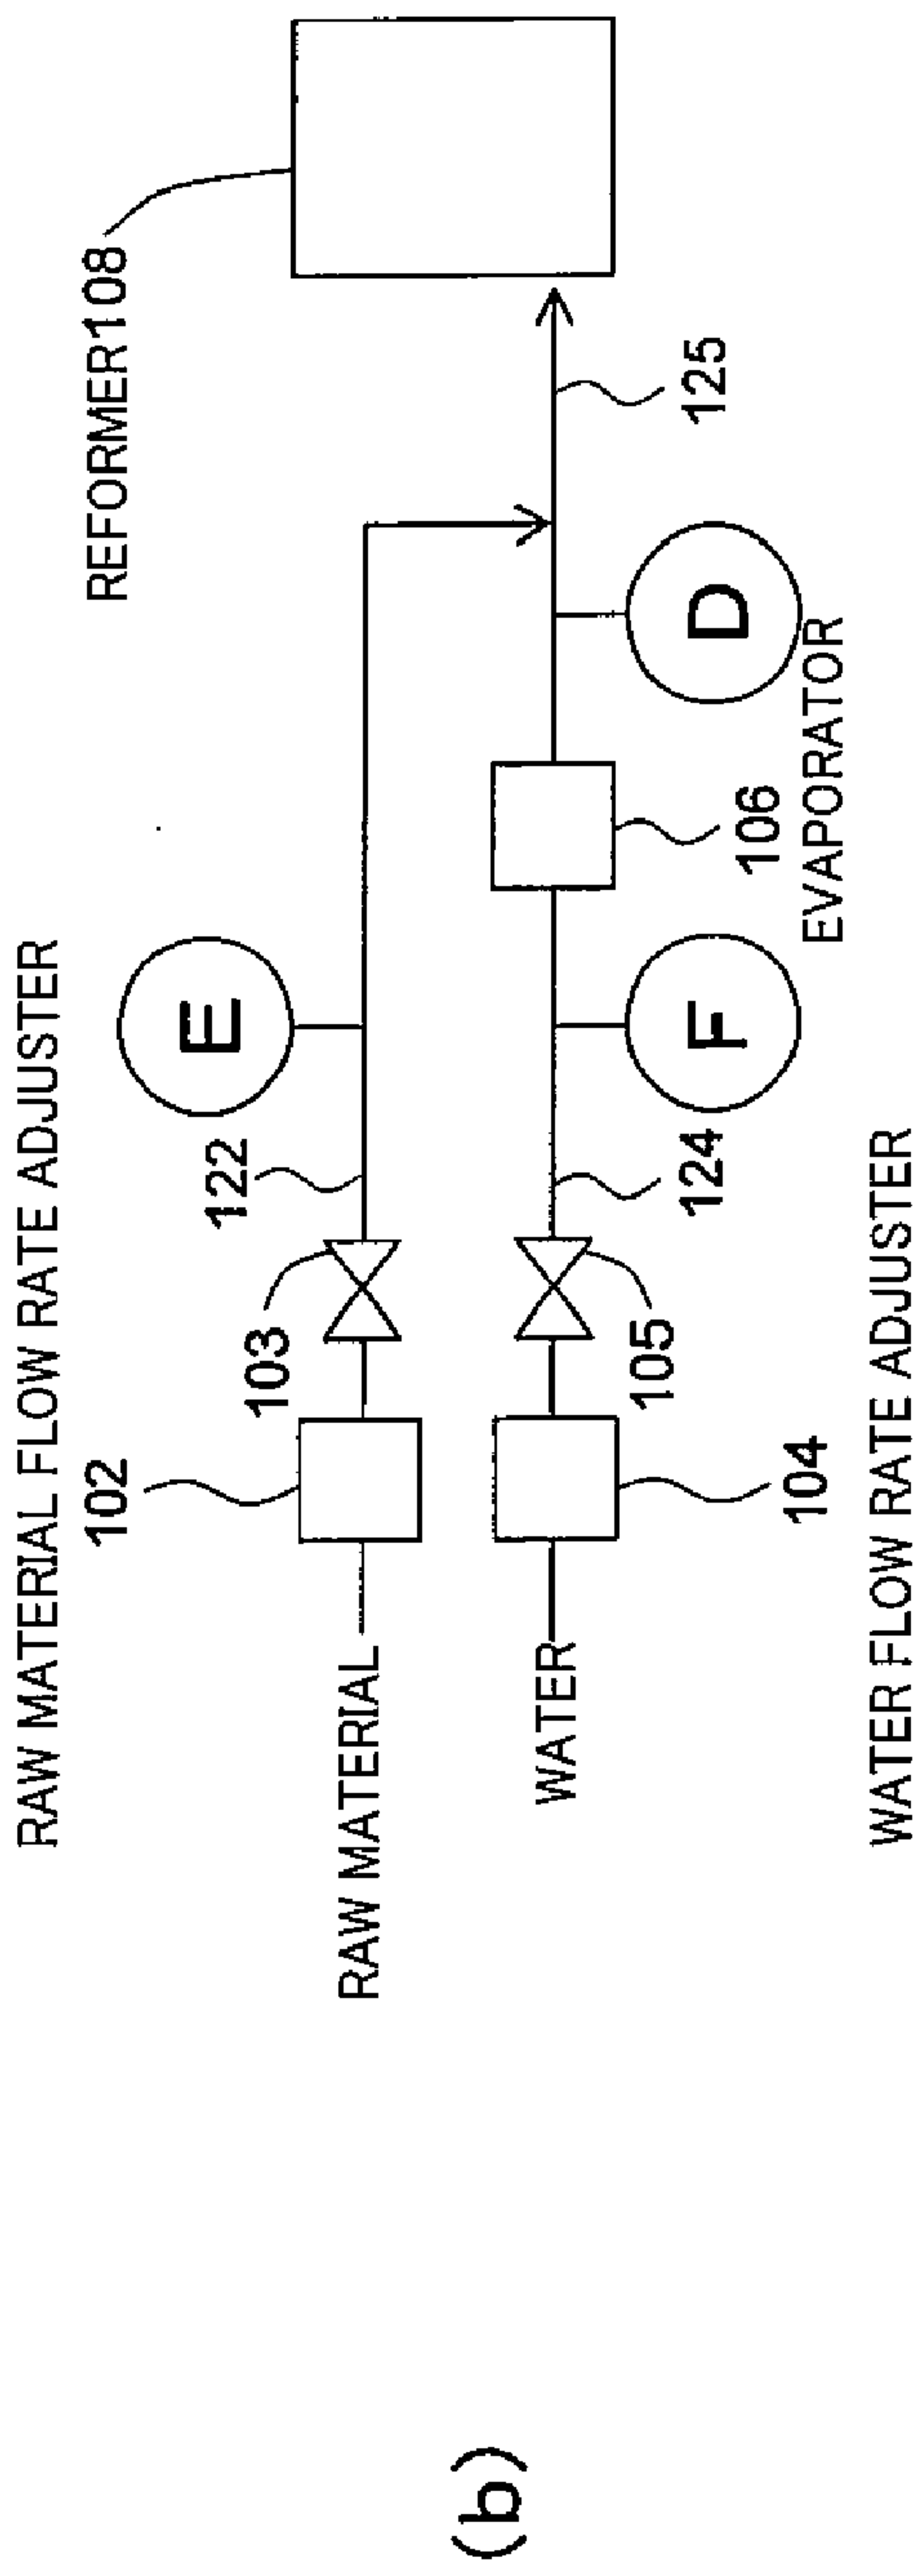 (b)
RAW MATERIAL FLOW RATE ADJUSTER
REFORMER108
102
103
122
E
RAW MATERIAL
WATER
105
124
F
106
D
125
104
EVAPORATOR
WATER FLOW RATE ADJUSTER